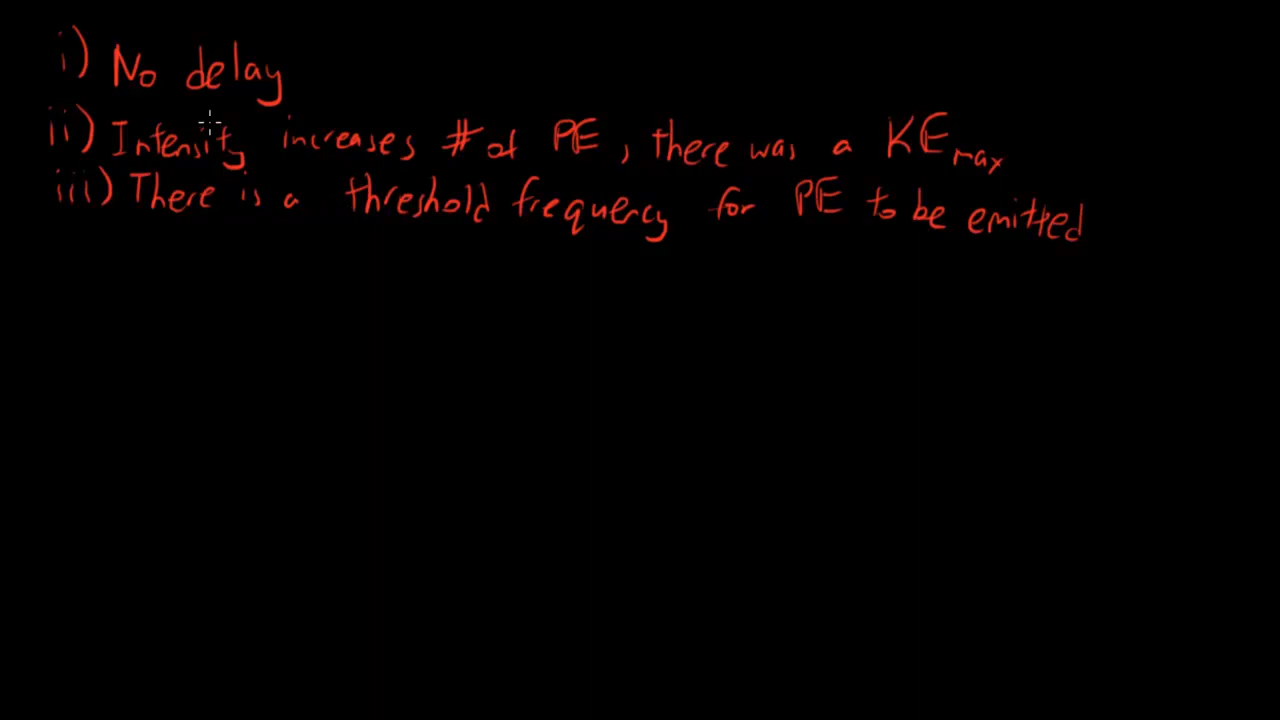 i) No delay
ii) Intensity increases # of PE, there was a KEmax
iii) There is a threshold frequency for PE to be emitted